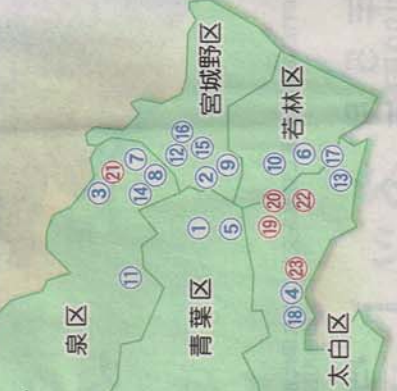 泉区
③
㉑
⑪
⑭ ⑦
⑧
⑫ ⑯
青葉区 ① ② ⑮ 宮城野区
⑤ ⑨
⑲ ⑳ ⑩
⑱ ④ ㉓ ㉒ ⑥ 若林区
太白区 ⑬ ⑰